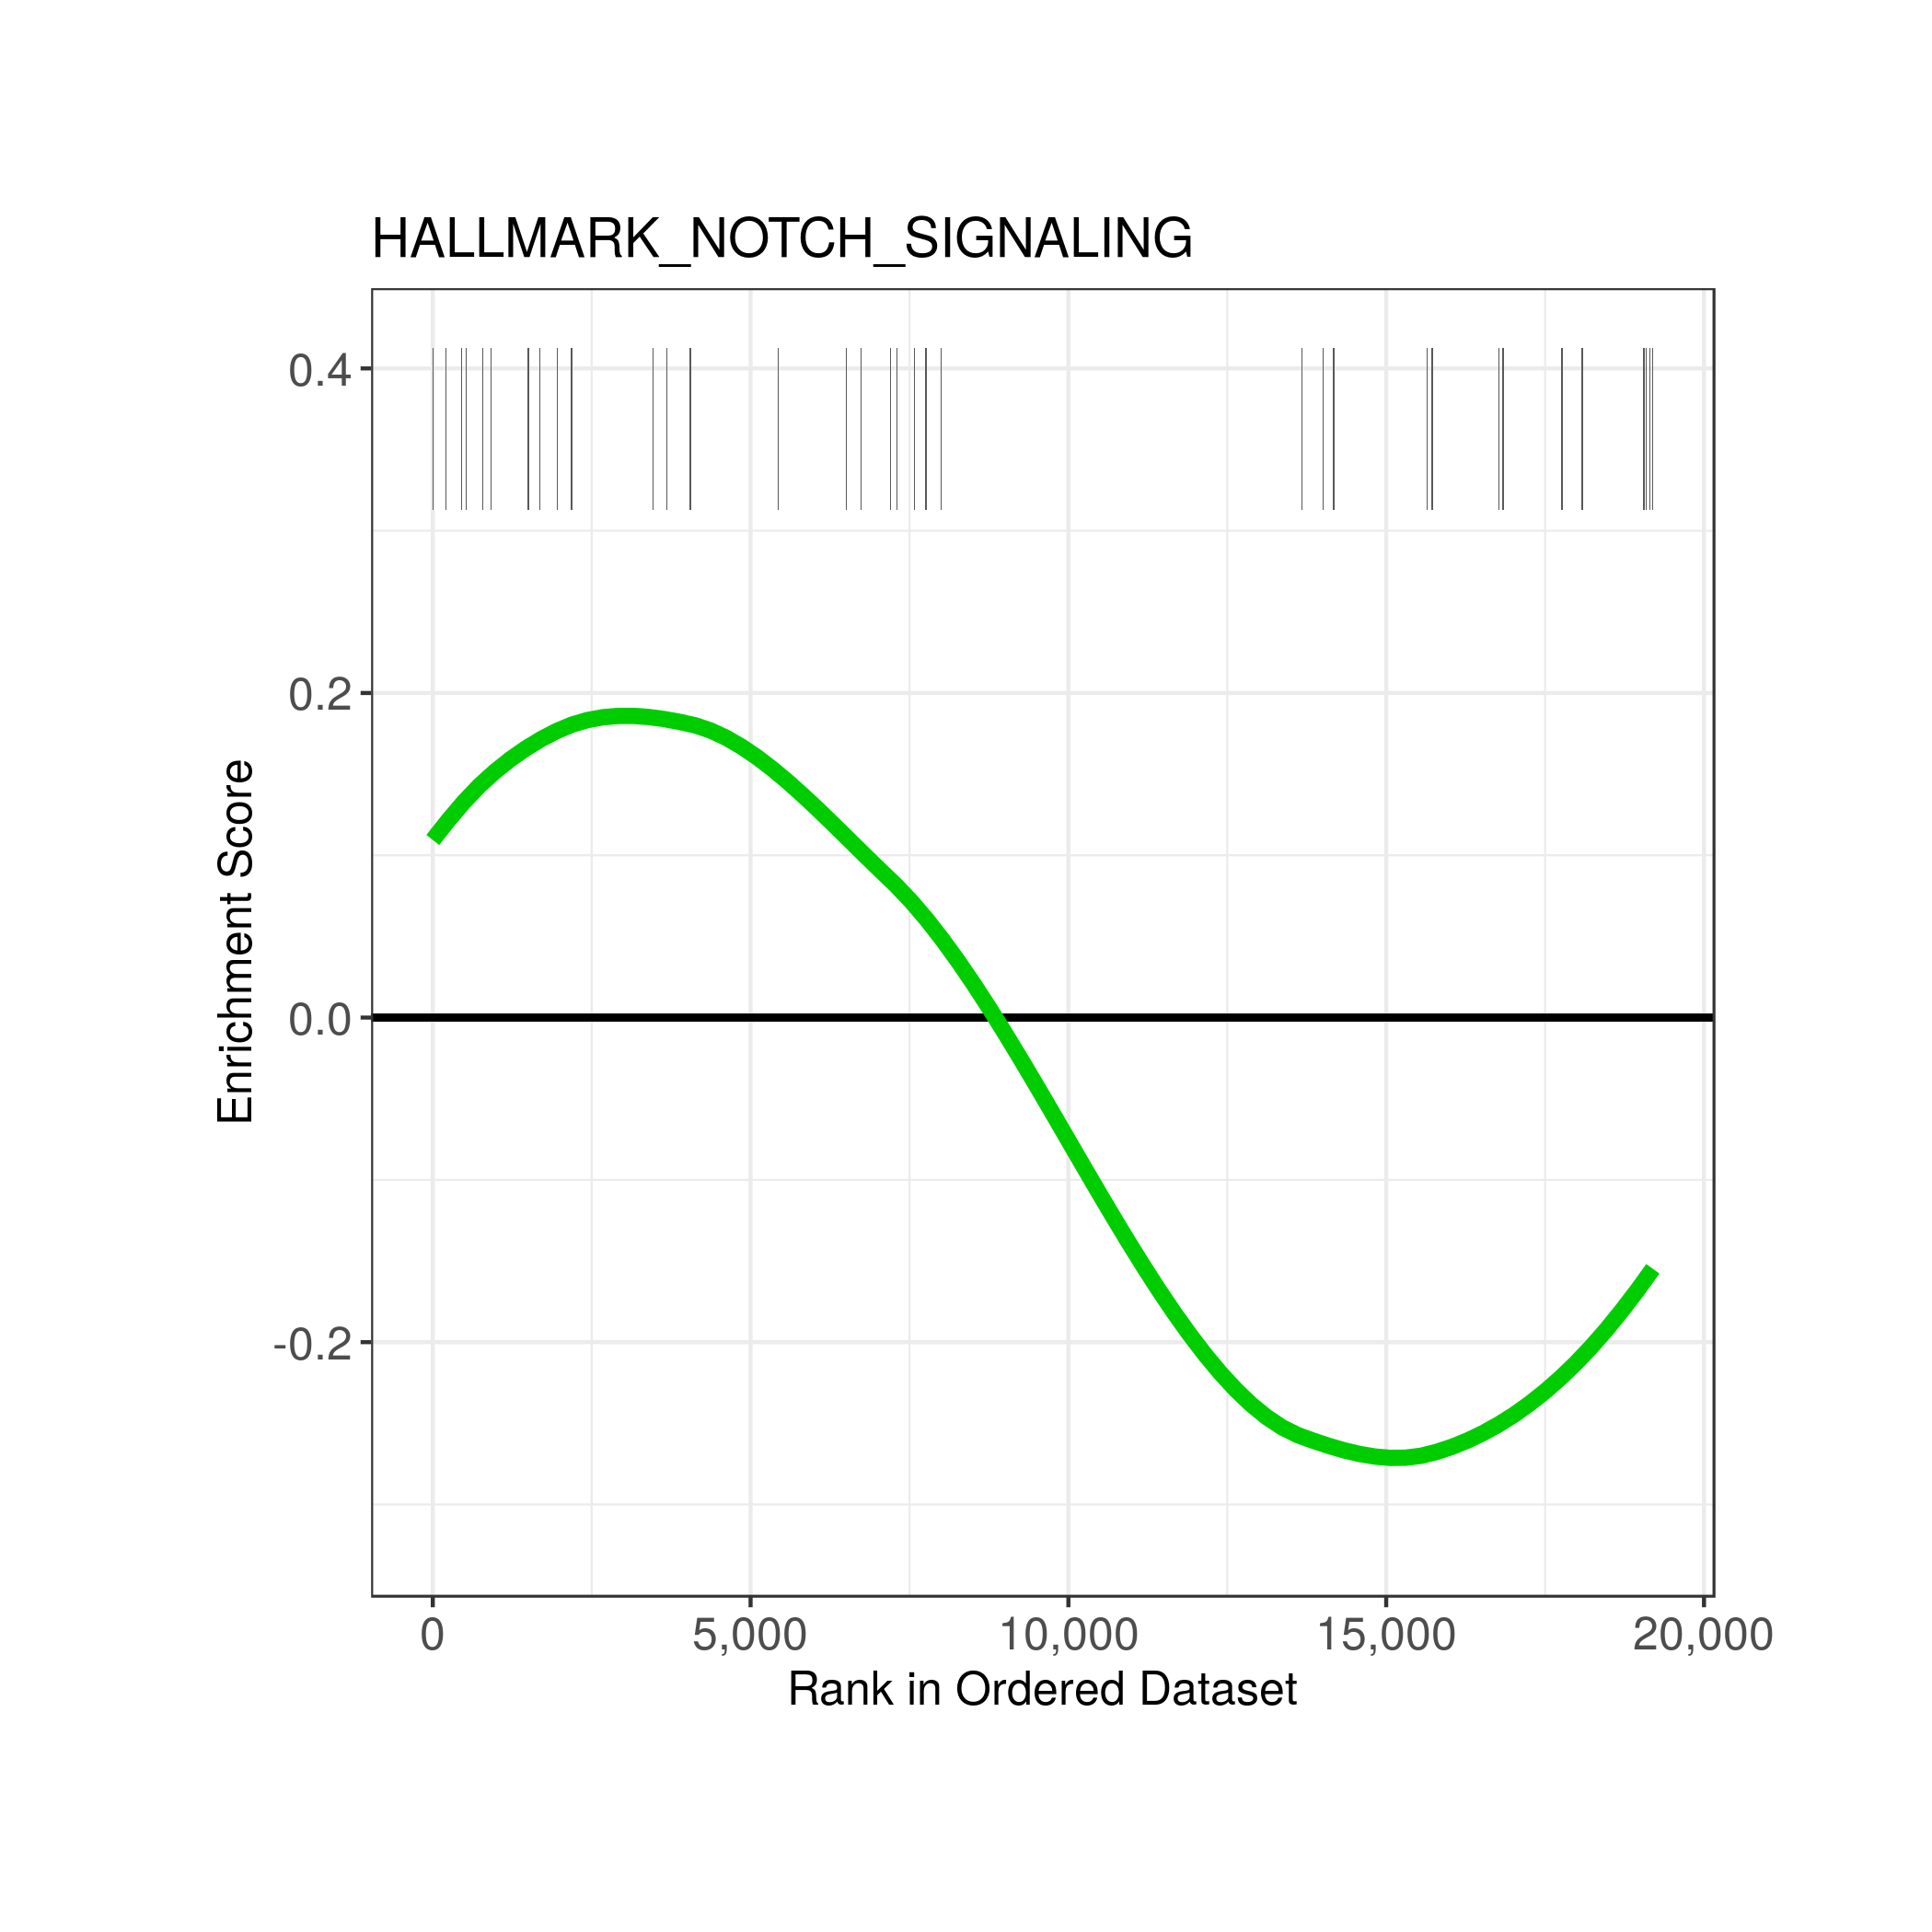 HALLMARK_NOTCH_SIGNALING
0.4
0.2
0.0
-0.2
Enrichment Score
0 5,000 10,000 15,000 20,000
Rank in Ordered Dataset